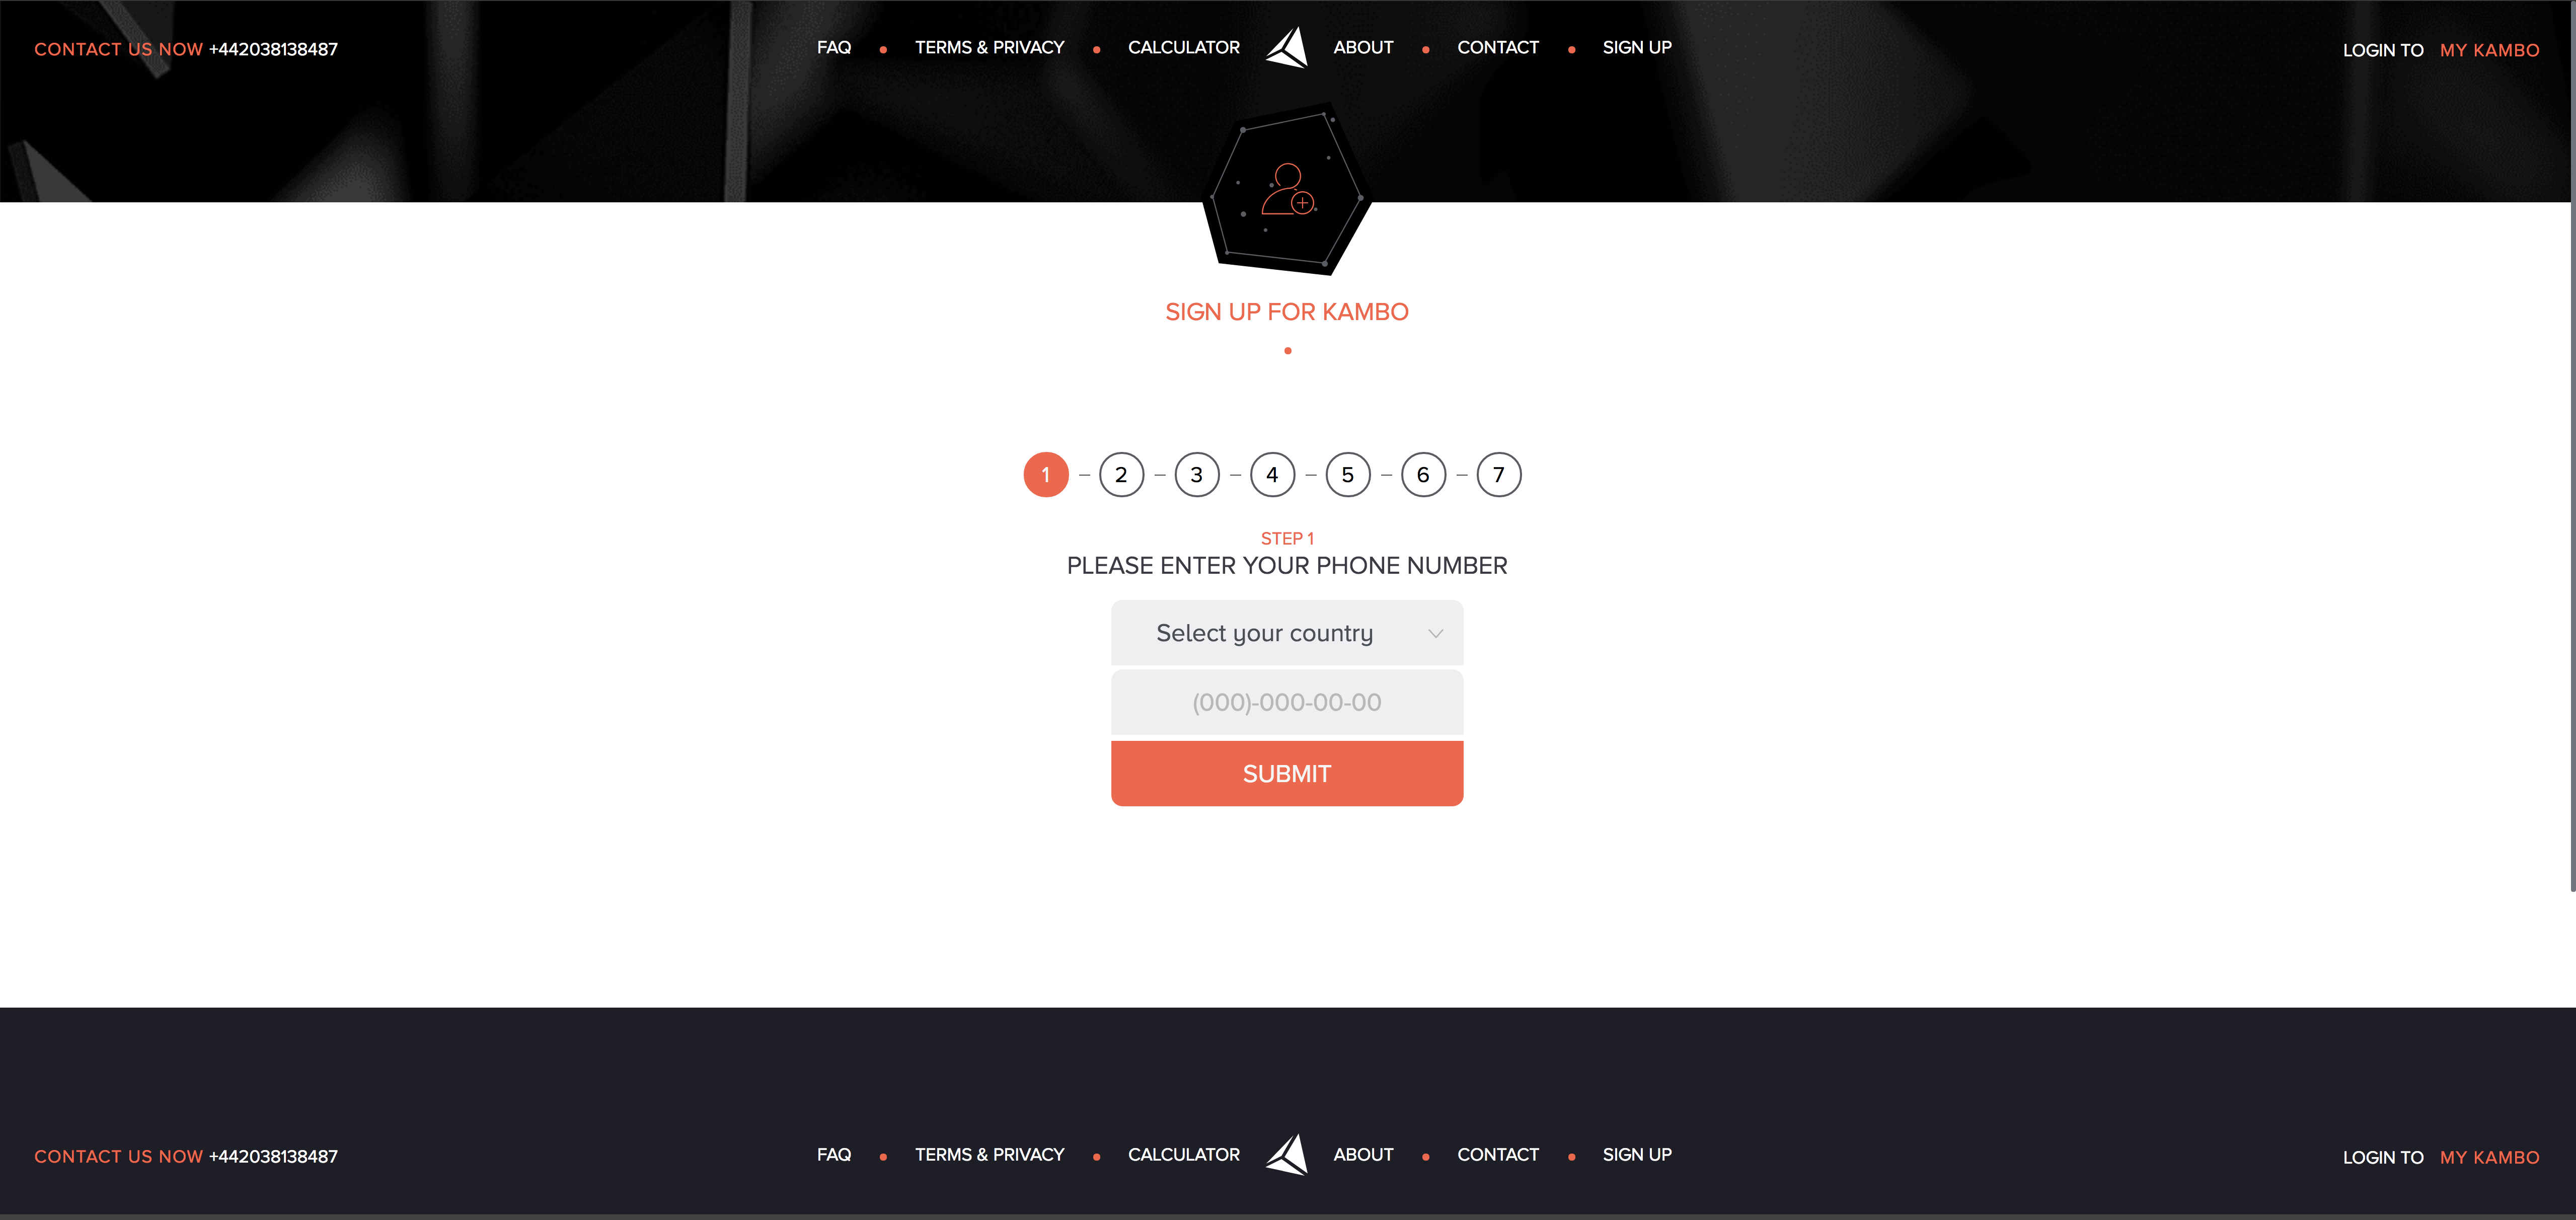 CONTACT US NOW +442038138487
FAQ • TERMS & PRIVACY • CALCULATOR ABOUT • CONTACT • SIGN UP
LOGIN TO MY KAMBO
SIGN UP FOR KAMBO
1 – 2 – 3 – 4 – 5 – 6 – 7
STEP 1
PLEASE ENTER YOUR PHONE NUMBER
Select your country
(000)-000-00-00
SUBMIT
CONTACT US NOW +442038138487
FAQ • TERMS & PRIVACY • CALCULATOR ABOUT • CONTACT • SIGN UP
LOGIN TO MY KAMBO